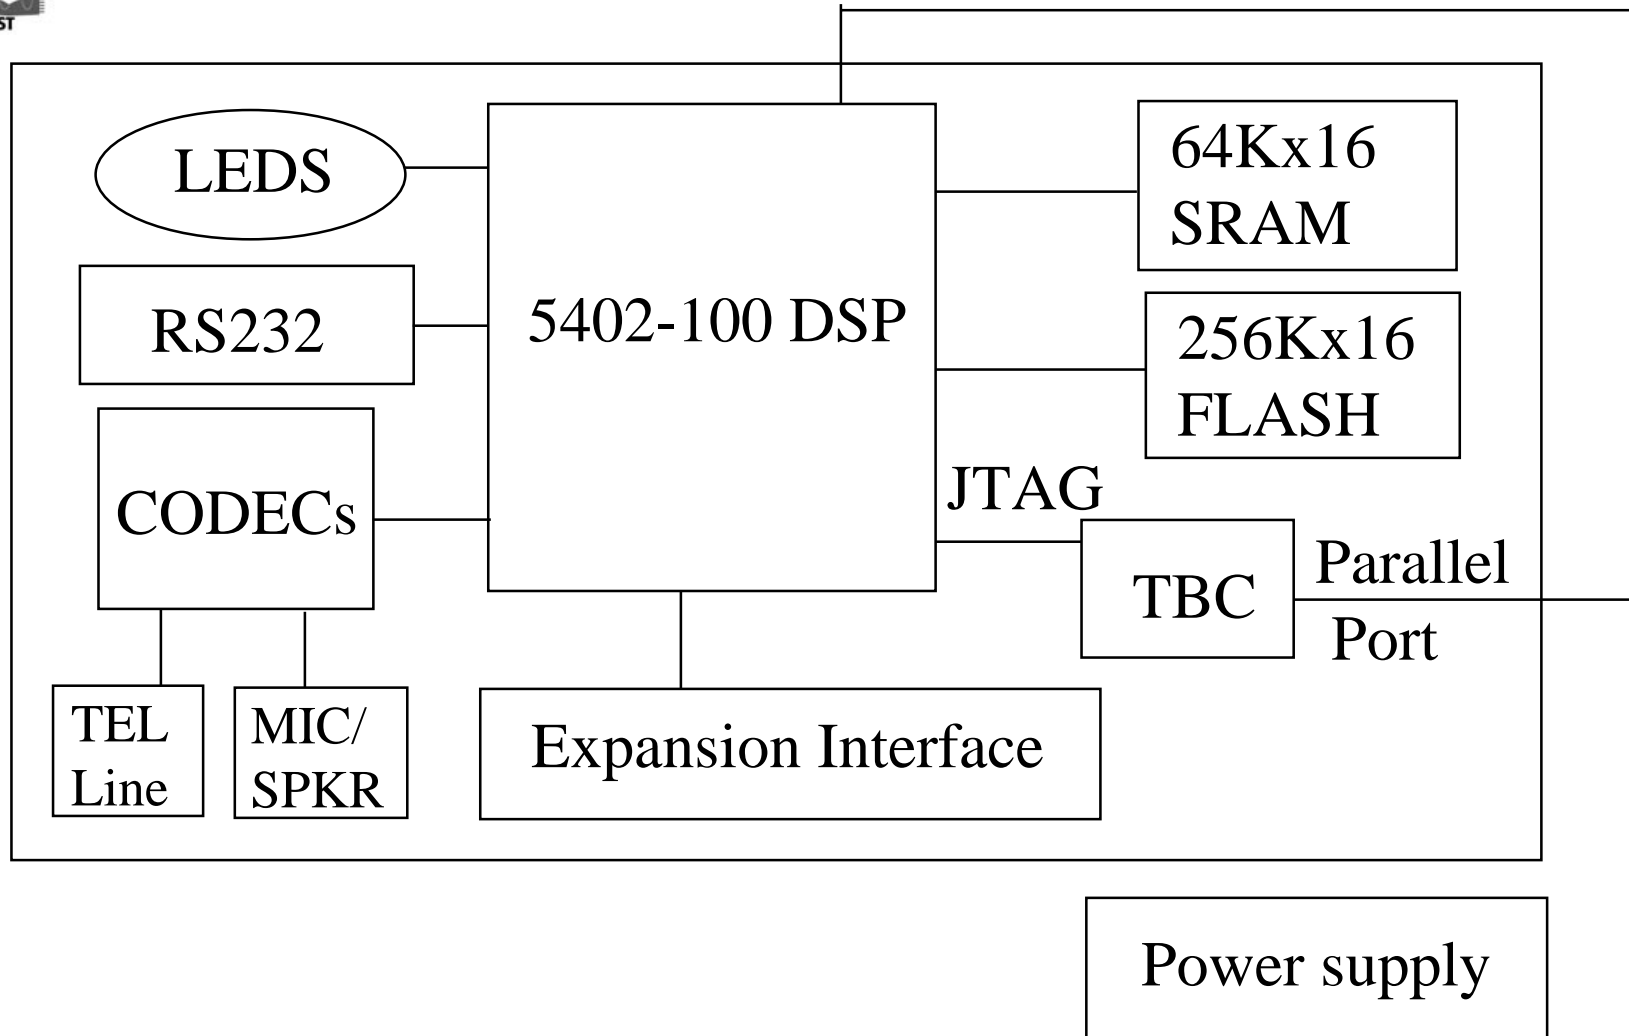 LEDS
64Kx16
SRAM
RS232
5402-100 DSP
256Kx16
FLASH
CODECs
JTAG
TBC
Parallel
Port
TEL
Line
MIC/
SPKR
Expansion Interface
Power supply